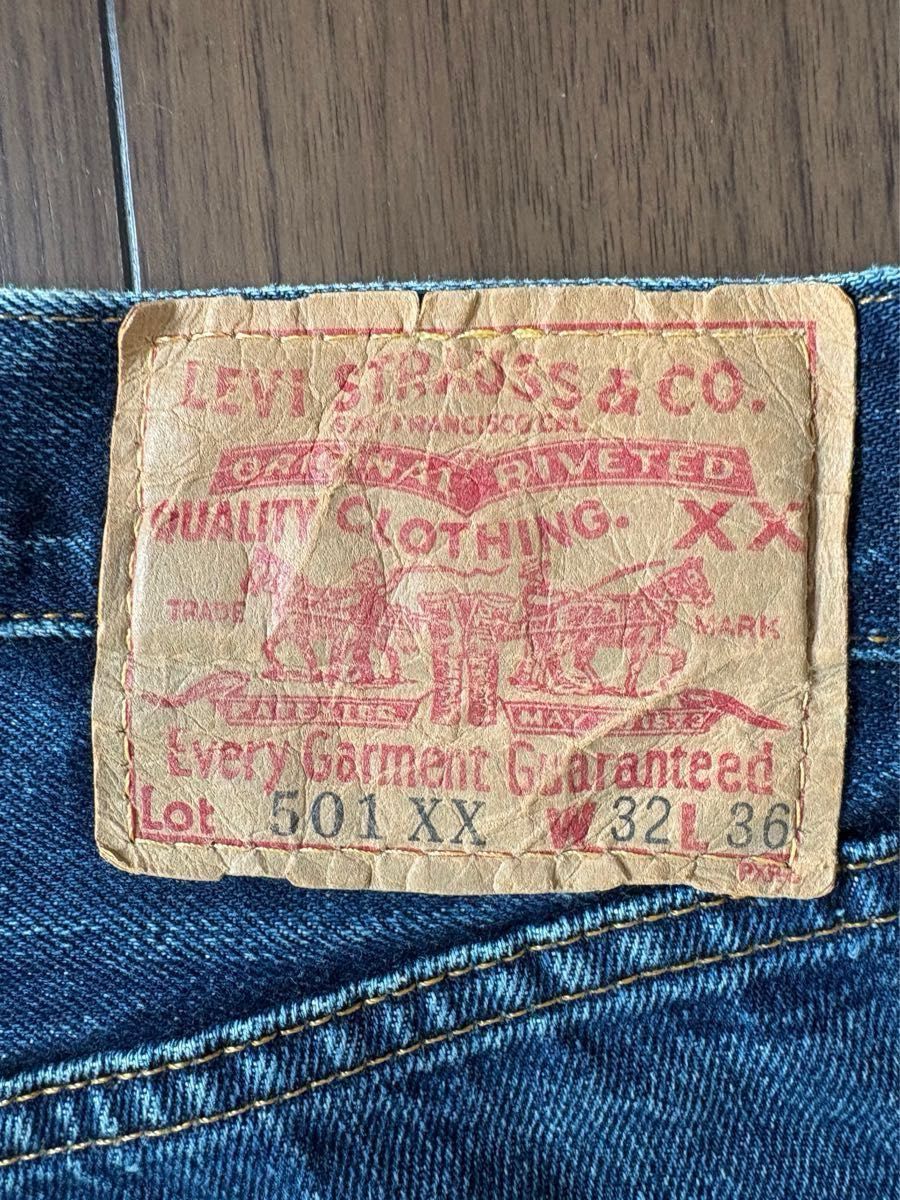 LEVI STRAUSS & CO.
SAN FRANCISCO CAL
ORIGINAL RIVETED
QUALITY CLOTHING. XX
TRADE MARK
MAY
Every Garment Guaranteed
Lot 501 XX W 32 L 36